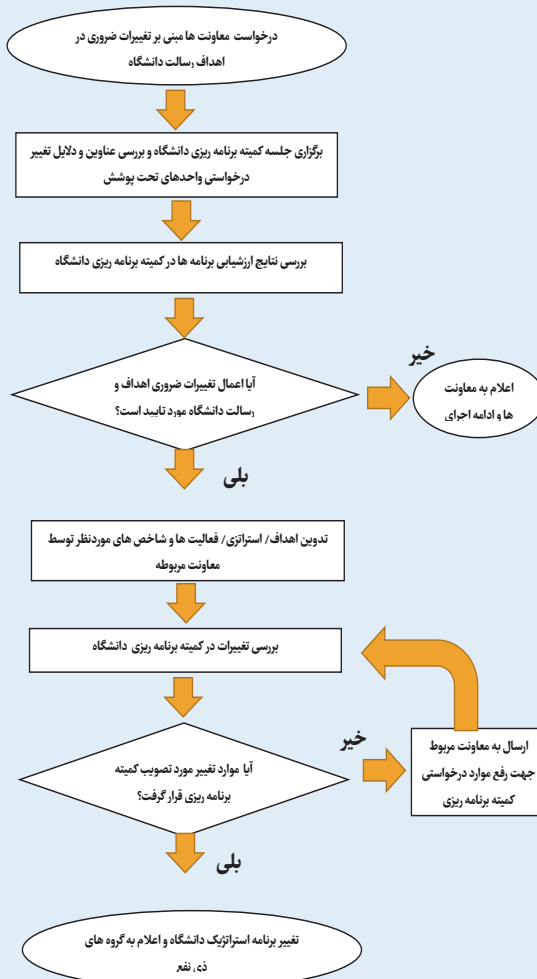 درخواست معاونت ها مبنی بر تغییرات ضروری در
اهداف رسالت دانشگاه
برگزاری جلسه کمیته برنامه ریزی دانشگاه و بررسی عناوین و دلایل تغییر
درخواستی واحدهای تحت پوشش
بررسی نتایج ارزشیابی برنامه ها در کمیته برنامه ریزی دانشگاه
آیا اعمال تغییرات ضروری اهداف و
رسالت دانشگاه مورد تایید است؟
خیر
اعلام به معاونت
ها و ادامه اجرای
بلی
تدوین اهداف/ استراتژی/ فعالیت ها و شاخص های موردنظر توسط
معاونت مربوطه
بررسی تغییرات در کمیته برنامه ریزی دانشگاه
آیا موارد تغییر مورد تصویب کمیته
برنامه ریزی قرار گرفت؟
خیر
ارسال به معاونت مربوط
جهت رفع موارد درخواستی
کمیته برنامه ریزی
بلی
تغییر برنامه استراتژیک دانشگاه و اعلام به گروه های
ذی نفع